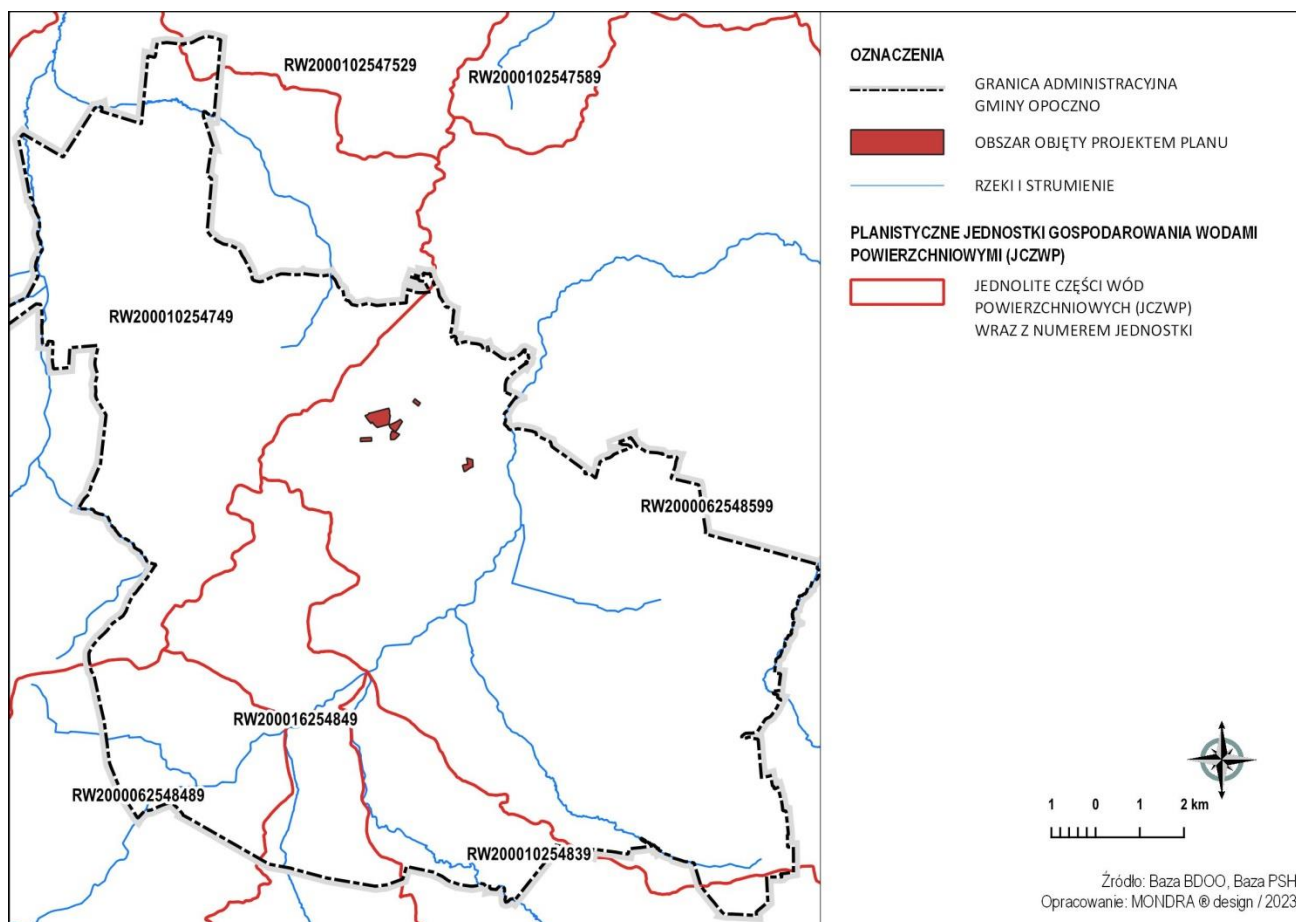 RW2000102547529
RW2000102547589
RW200010254749
RW2000062548599
RW200016254849
RW2000062548489
RW200010254839
OZNACZENIA
GRANICA ADMINISTRACYJNA
GMINY OPOCZNO
OBSZAR OBJĘTY PROJEKTEM PLANU
RZEKI I STRUMIENIE
PLANISTYCZNE JEDNOSTKI GOSPODAROWANIA WODAMI
POWIERZCHNIOWYMI (JCZWP)
JEDNOLITE CZĘŚCI WÓD
POWIERZCHNIOWYCH (JCZWP)
WRAZ Z NUMEREM JEDNOSTKI
1 0 1 2 km
Źródło: Baza BDOO, Baza PSH
Opracowanie: MONDRA ® design / 2023